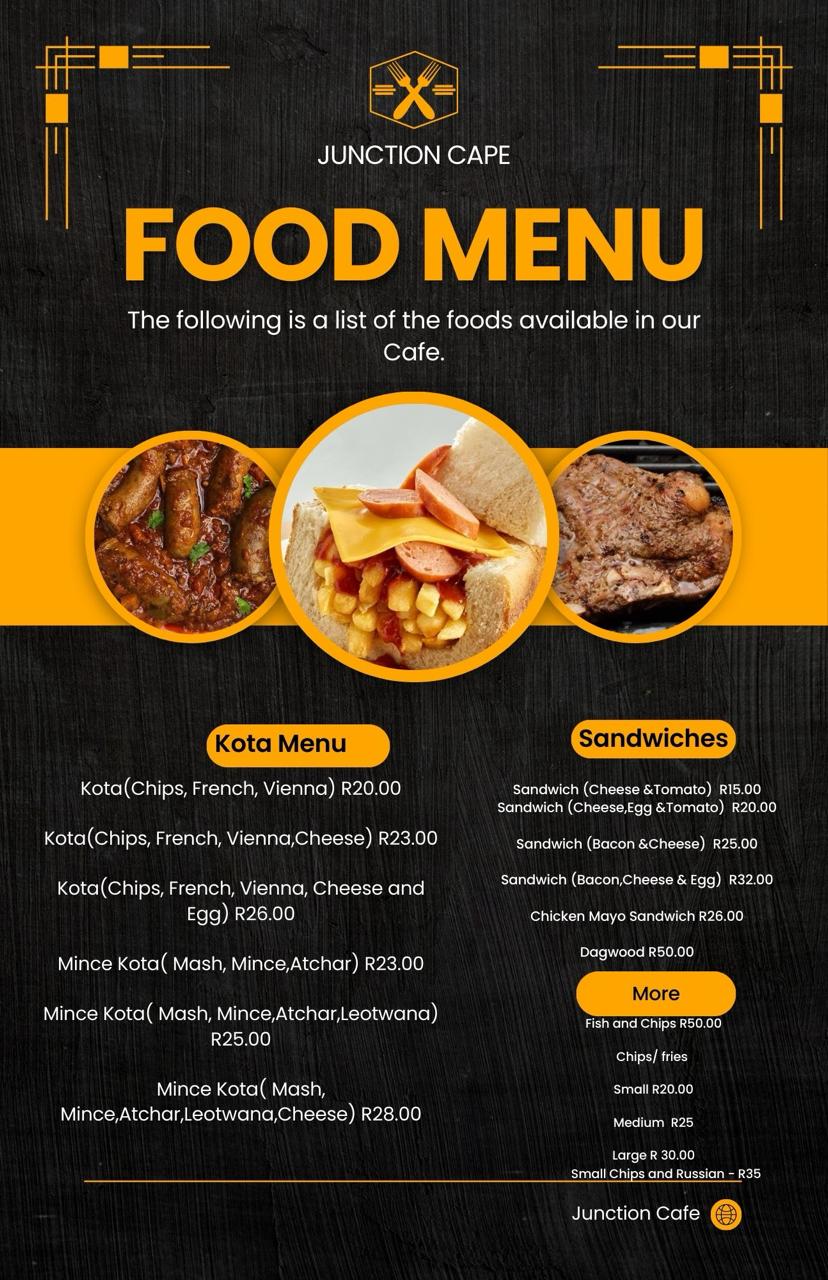 JUNCTION CAPE
FOOD MENU
The following is a list of the foods available in our
Cafe.
Kota Menu
Kota(Chips, French, Vienna) R20.00
Kota(Chips, French, Vienna,Cheese) R23.00
Kota(Chips, French, Vienna, Cheese and
Egg) R26.00
Mince Kota( Mash, Mince,Atchar) R23.00
Mince Kota( Mash, Mince,Atchar,Leotwana)
R25.00
Mince Kota( Mash,
Mince,Atchar,Leotwana,Cheese) R28.00
Sandwiches
Sandwich (Cheese &Tomato) R15.00
Sandwich (Cheese,Egg &Tomato) R20.00
Sandwich (Bacon &Cheese) R25.00
Sandwich (Bacon,Cheese & Egg) R32.00
Chicken Mayo Sandwich R26.00
Dagwood R50.00
More
Fish and Chips R50.00
Chips/ fries
Small R20.00
Medium R25
Large R 30.00
Small Chips and Russian - R35
Junction Cafe